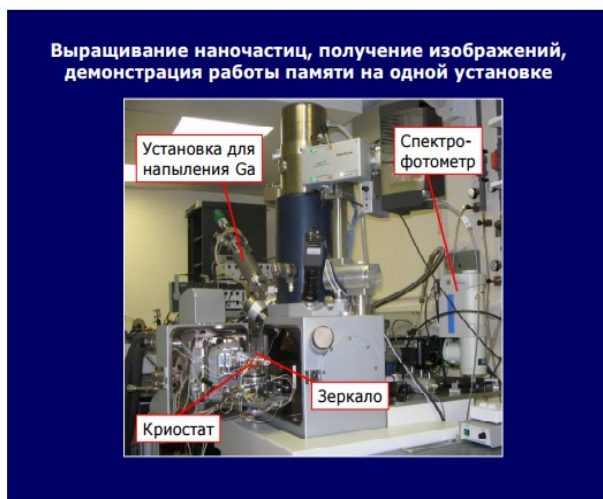 Выращивание наночастиц, получение изображений,
демонстрация работы памяти на одной установке
Установка для
напыления Ga
Спектро-
фотометр
Зеркало
Криостат